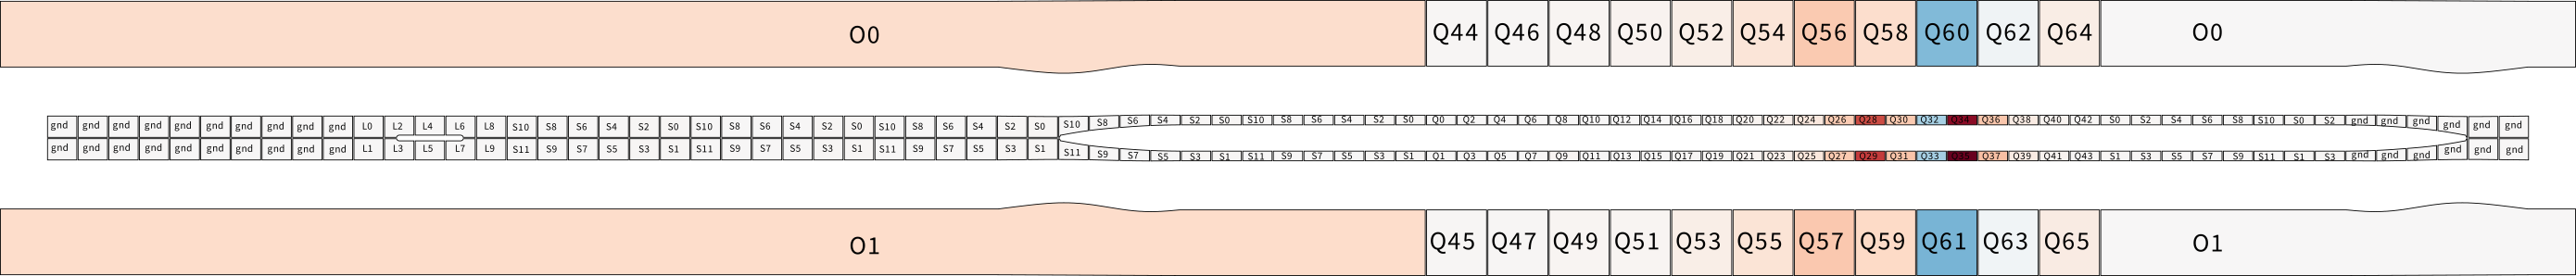 O0 Q44 Q46 Q48 Q50 Q52 Q54 Q56 Q58 Q60 Q62 Q64 O0
gnd gnd gnd gnd gnd gnd gnd gnd gnd gnd L0 L2 L4 L6 L8 S10 S8 S6 S4 S2 S0 S10 S8 S6 S4 S2 S0 S10 S8 S6 S4 S2 S0 S10 S8 S6 S4 S2 S0 S10 S8 S6 S4 S2 S0 Q0 Q2 Q4 Q6 Q8 Q10 Q12 Q14 Q16 Q18 Q20 Q22 Q24 Q26 Q28 Q30 Q32 Q34 Q36 Q38 Q40 Q42 S0 S2 S4 S6 S8 S10 S0 S2 gnd gnd gnd gnd gnd gnd
gnd gnd gnd gnd gnd gnd gnd gnd gnd gnd L1 L3 L5 L7 L9 S11 S9 S7 S5 S3 S1 S11 S9 S7 S5 S3 S1 S11 S9 S7 S5 S3 S1 S11 S9 S7 S5 S3 S1 S11 S9 S7 S5 S3 S1 Q1 Q3 Q5 Q7 Q9 Q11 Q13 Q15 Q17 Q19 Q21 Q23 Q25 Q27 Q29 Q31 Q33 Q35 Q37 Q39 Q41 Q43 S1 S3 S5 S7 S9 S11 S1 S3 gnd gnd gnd gnd gnd gnd
O1 Q45 Q47 Q49 Q51 Q53 Q55 Q57 Q59 Q61 Q63 Q65 O1